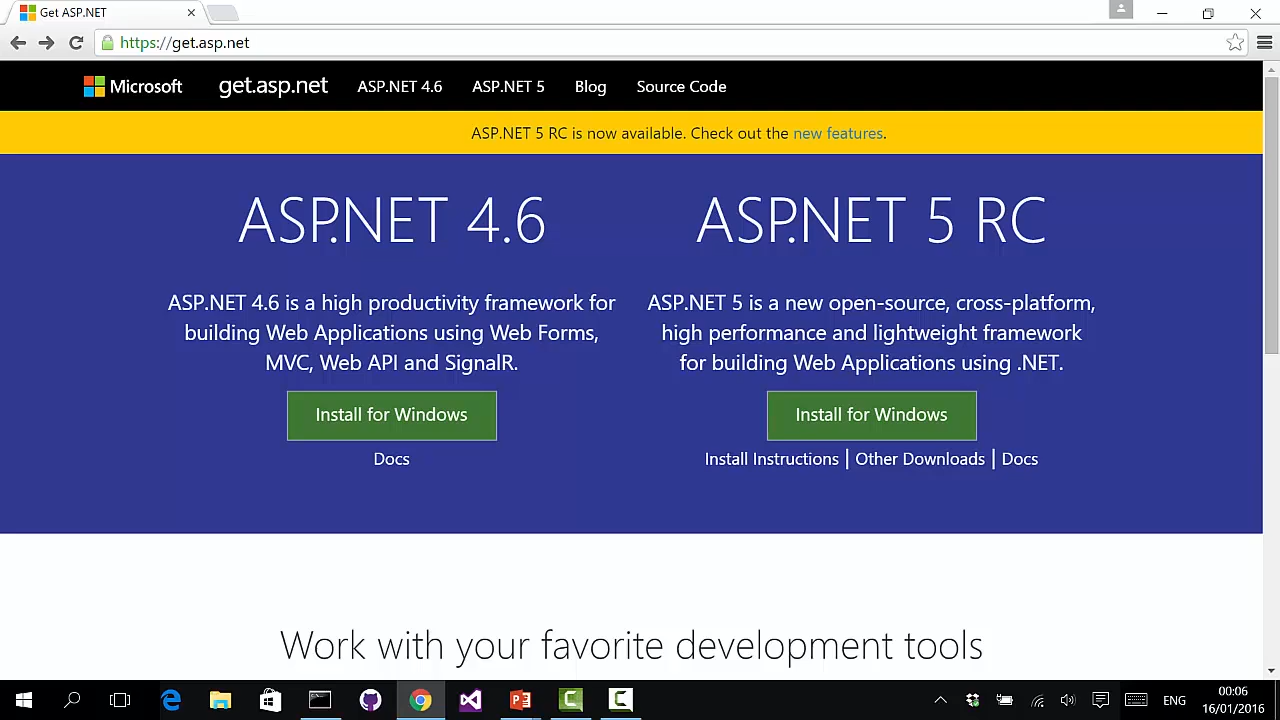 Get ASP.NET
https://get.asp.net
Microsoft
get.asp.net
ASP.NET 4.6
ASP.NET 5
Blog
Source Code
ASP.NET 5 RC is now available. Check out the new features.
ASP.NET 4.6
ASP.NET 4.6 is a high productivity framework for
building Web Applications using Web Forms,
MVC, Web API and SignalR.
Install for Windows
Docs
ASP.NET 5 RC
ASP.NET 5 is a new open-source, cross-platform,
high performance and lightweight framework
for building Web Applications using .NET.
Install for Windows
Install Instructions | Other Downloads | Docs
Work with your favorite development tools
ENG
00:06
16/01/2016